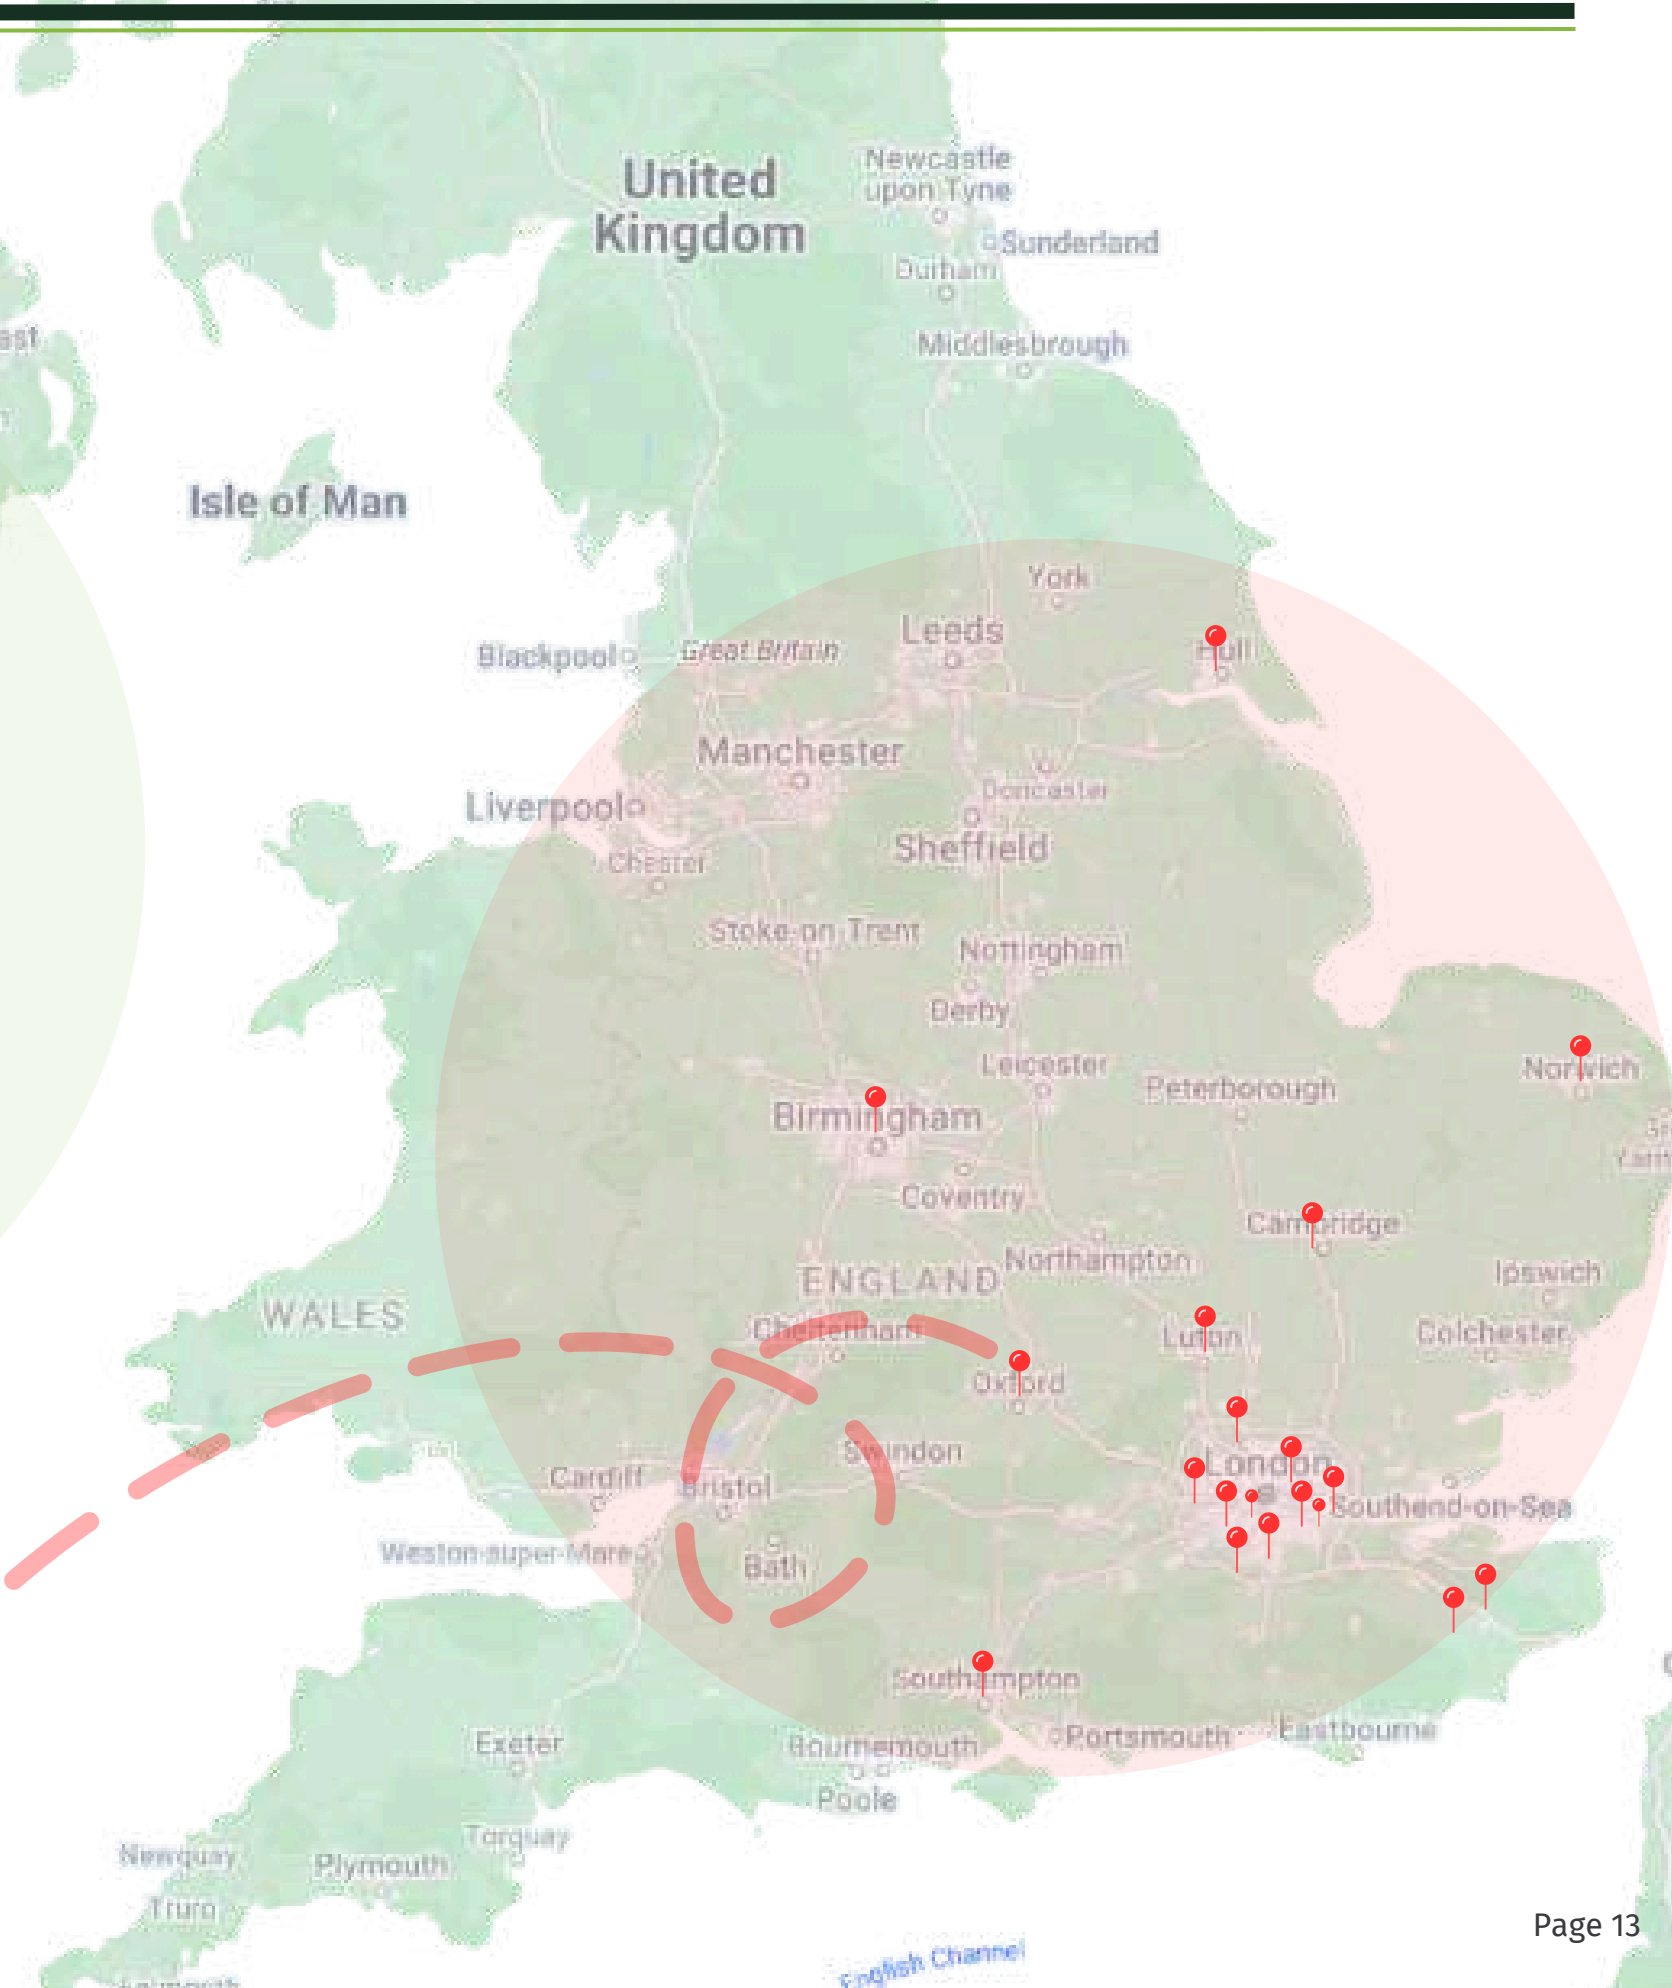 Newcastle
upon Tyne
United
Kingdom
Sunderland
Durham
Middlesbrough
Isle of Man
York
Leeds
Hull
Blackpool
Great Britain
Manchester
Doncaster
Liverpool
Sheffield
Chester
Stoke-on-Trent
Nottingham
Derby
Leicester
Norwich
Peterborough
Birmingham
Coventry
Cambridge
Northampton
Ipswich
ENGLAND
WALES
Cheltenham
Luton
Colchester
Oxford
Swindon
London
Cardiff
Bristol
Southend-on-Sea
Weston-super-Mare
Bath
Southampton
Eastbourne
Portsmouth
Exeter
Bournemouth
Poole
Torquay
Newquay
Plymouth
Truro
Page 13
English Channel